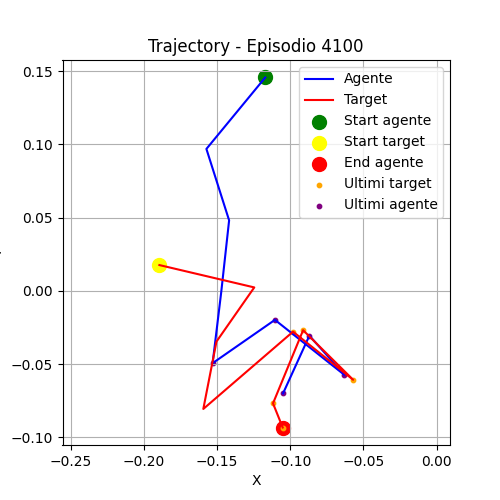 Trajectory - Episodio 4100
Agente
Target
Start agente
Start target
End agente
Ultimi target
Ultimi agente
0.15
0.10
0.05
0.00
−0.05
−0.10
−0.25
−0.20
−0.15
−0.10
−0.05
0.00
X